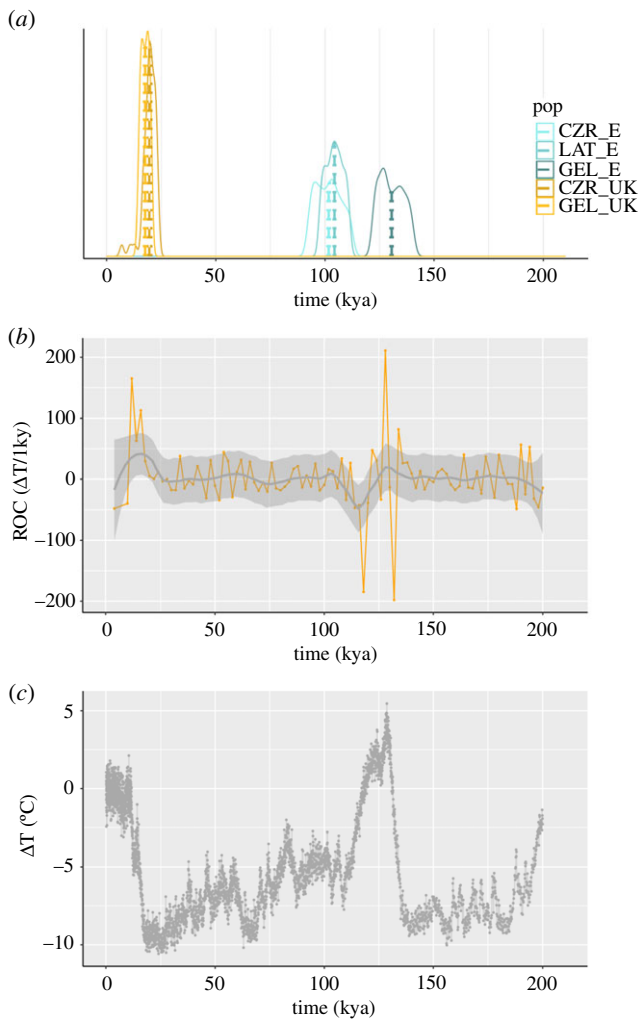 (a)
pop
CZR_E
LAT_E
GEL_E
CZR_UK
GEL_UK
0 50 100 150 200
time (kya)
(b)
200
100
0
−100
−200
ROC (ΔT/1ky)
0 50 100 150 200
time (kya)
(c)
5
0
−5
−10
ΔT (ºC)
0 50 100 150 200
time (kya)